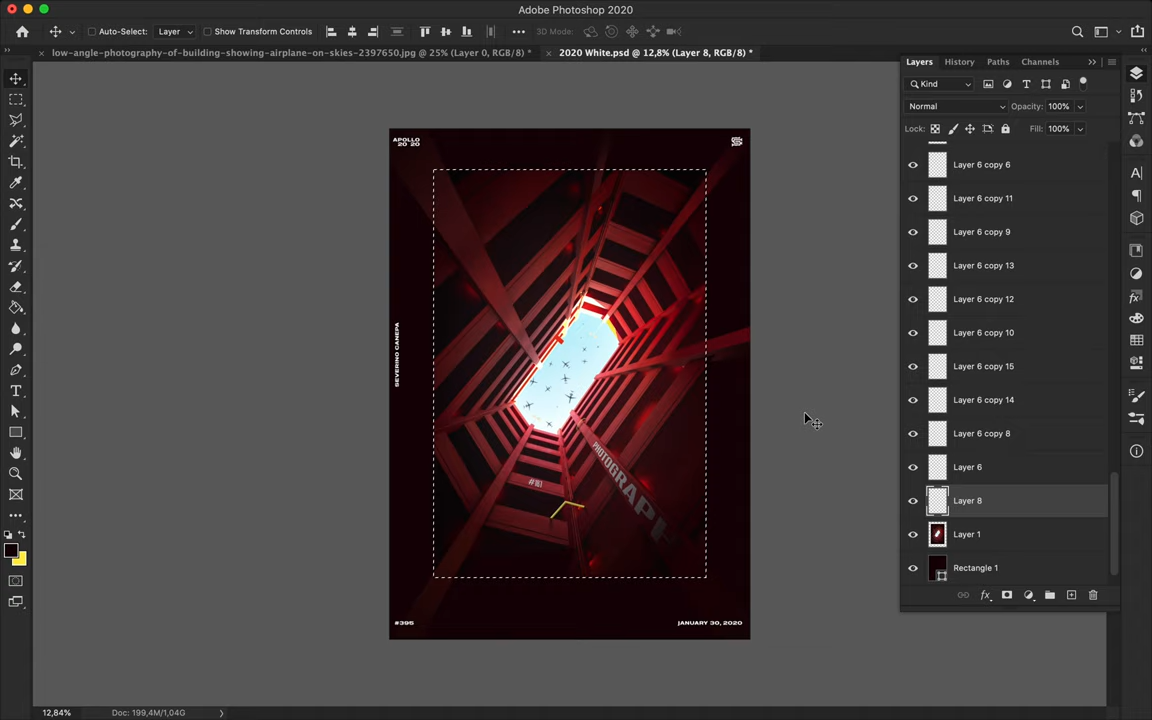 Adobe Photoshop 2020
Auto-Select:
Layer
Show Transform Controls
3D Mode:
low-angle-photography-of-building-showing-airplane-on-skies-2397650.jpg @ 25% (Layer 0, RGB/8) *
2020 White.psd @ 12,8% (Layer 8, RGB/8) *
Layers
History
Paths
Channels
Kind
Normal
Opacity: 100%
Lock:
Fill: 100%
Layer 6 copy 6
Layer 6 copy 11
Layer 6 copy 9
Layer 6 copy 13
Layer 6 copy 12
Layer 6 copy 10
Layer 6 copy 15
Layer 6 copy 14
Layer 6 copy 8
Layer 6
Layer 8
Layer 1
Rectangle 1
APOLLO
20 20
SEVERINO CANEPA
#161
#395
JANUARY 30, 2020
12,84%
Doc: 199,4M/1,04G